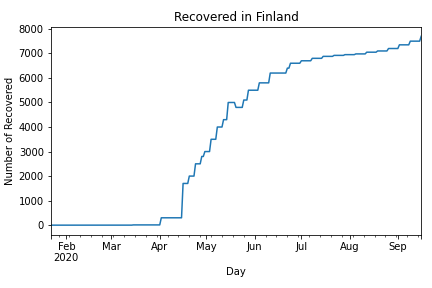 Recovered in Finland
Number of Recovered
8000
7000
6000
5000
4000
3000
2000
1000
0
Feb Mar Apr May Jun Jul Aug Sep
2020
Day